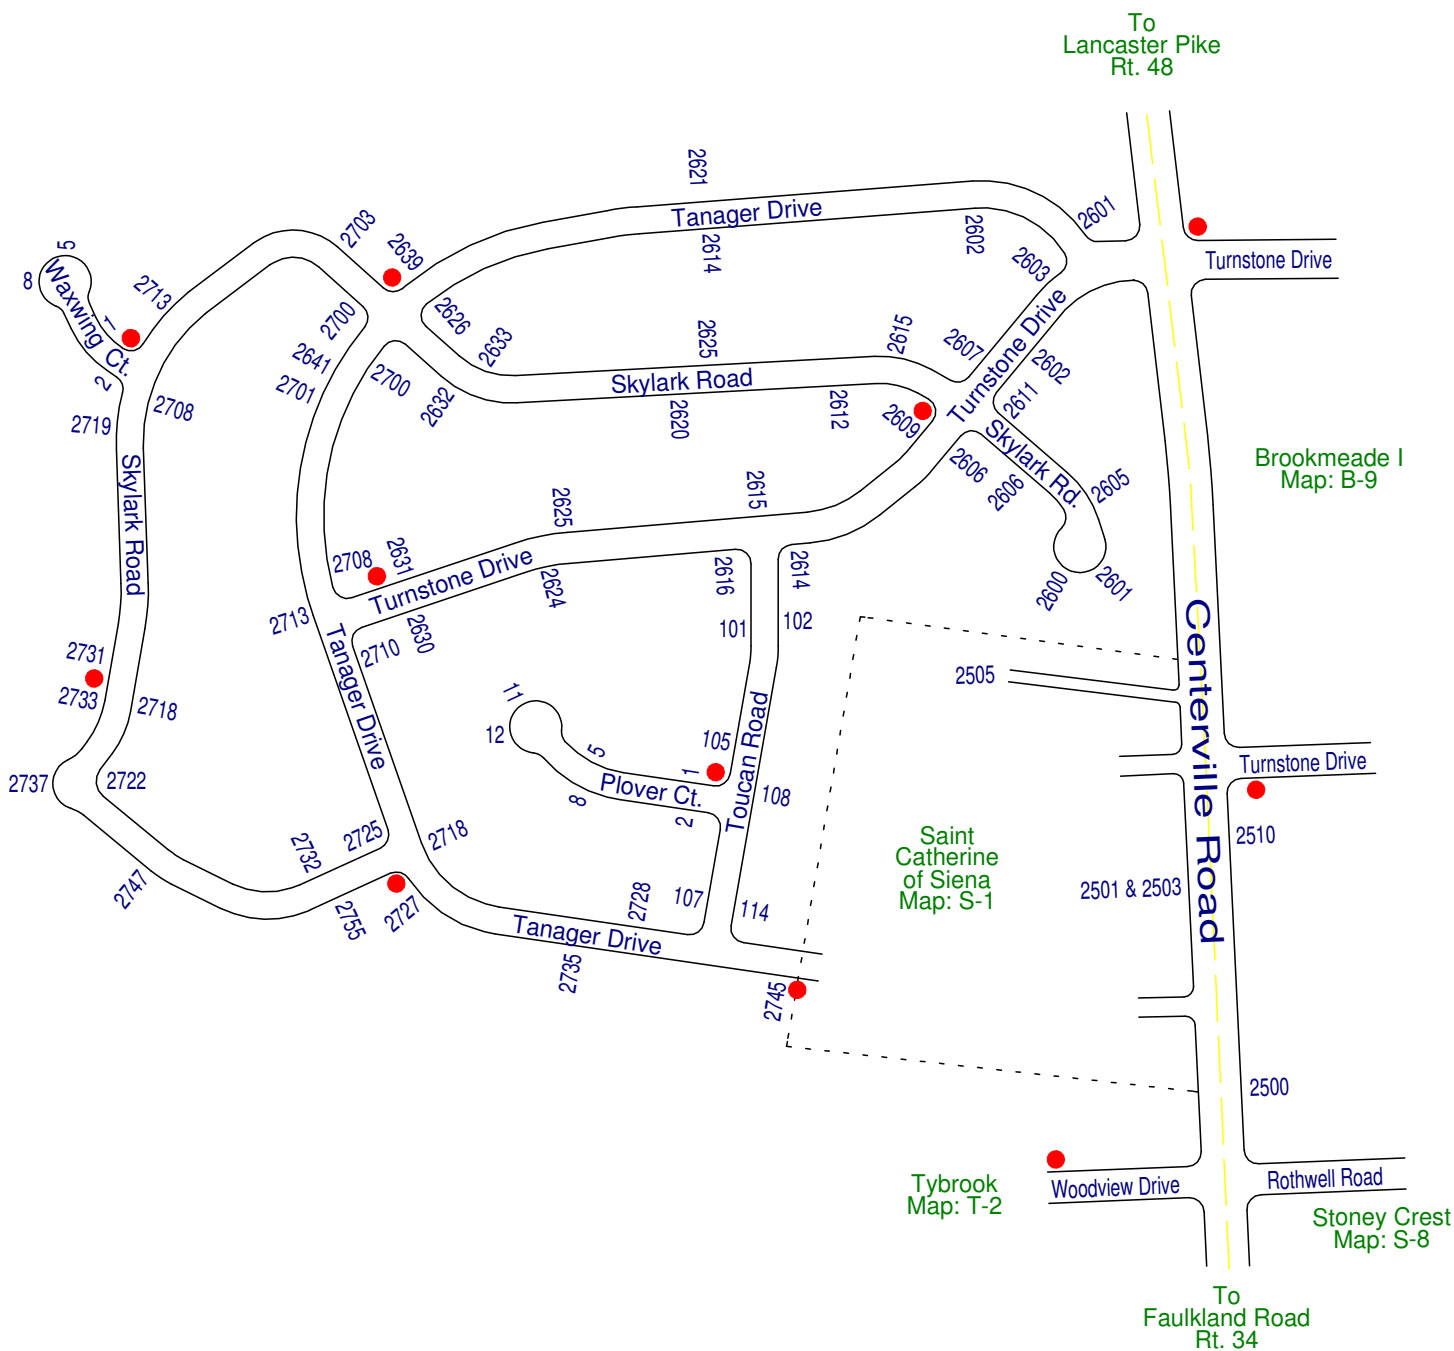 To
Lancaster Pike
Rt. 48
2621
Tanager Drive
2614
2602
2601
2603
Turnstone Drive
2703
2639
5
8
Waxwing Ct.
1
2
2713
2700
2641
2701
2626
2633
2625
2615
2607
Turnstone Drive
2602
2611
Skylark Road
2700
2632
2620
2612
2609
2719
2708
Skylark Road
Skylark Rd.
2606
2606
2605
2600
2601
Brookmeade I
Map: B-9
2615
2625
2708
2631
Turnstone Drive
2624
2616
2614
101
102
2713
2710
2630
Tanager Drive
2505
Centerville Road
2731
2733
2718
11
12
5
8
Plover Ct.
1
2
105
Toucan Road
108
2737
2722
Turnstone Drive
2510
2732
2725
2718
2747
2755
2727
2728
107
114
Tanager Drive
2735
2745
Saint
Catherine
of Siena
Map: S-1
2501 & 2503
2500
Tybrook
Map: T-2
Woodview Drive
Rothwell Road
Stoney Crest
Map: S-8
To
Faulkland Road
Rt. 34